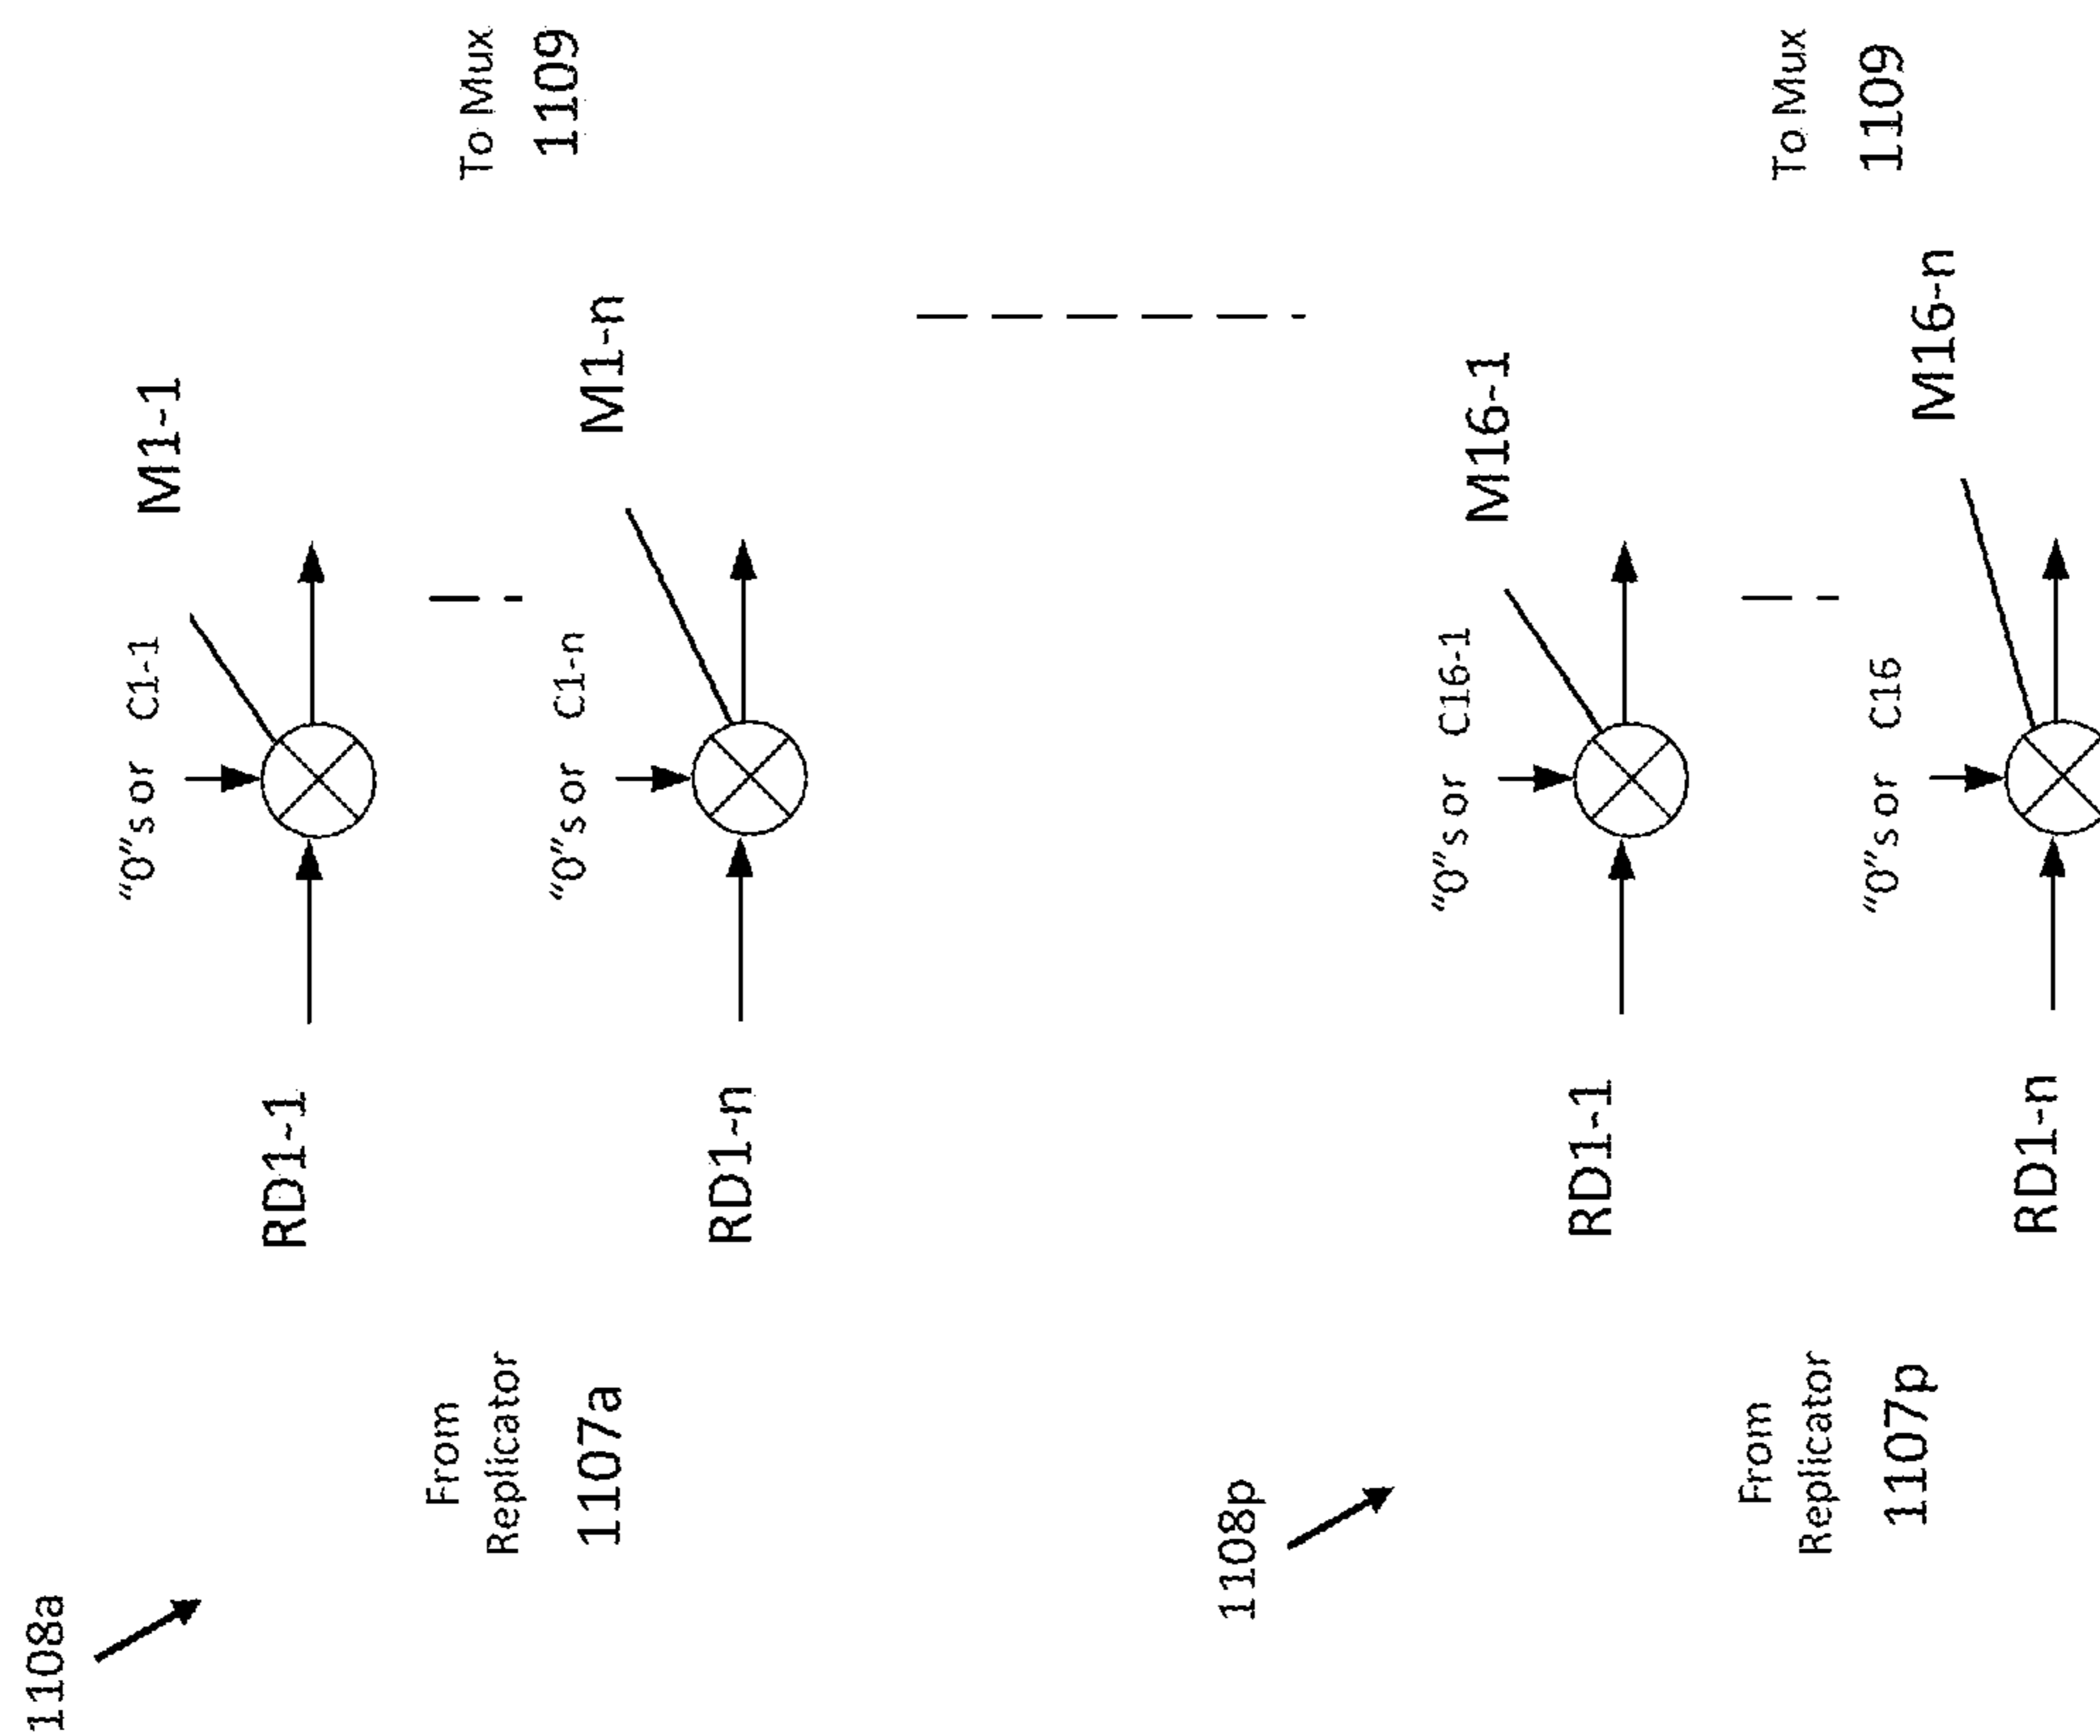 1108a
From
Replicator
1107a
RD1-1
"0"s or C1-1
M1-1
RD1-n
"0"s or C1-n
M1-n
To Mux
1109
1108p
From
Replicator
1107p
RD1-1
"0"s or C16-1
M16-1
RD1-n
"0"s or C16
M16-n
To Mux
1109